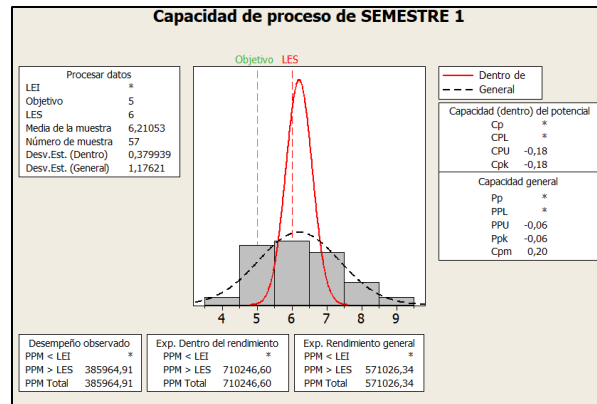 Capacidad de proceso de SEMESTRE 1
Objetivo LES
Procesar datos
LEI *
Objetivo 5
LES 6
Media de la muestra 6,21053
Número de muestra 57
Desv.Est. (Dentro) 0,379939
Desv.Est. (General) 1,17621
Dentro de
General
Capacidad (dentro) del potencial
Cp *
CPL *
CPU -0,18
Cpk -0,18
Capacidad general
Pp *
PPL *
PPU -0,06
Ppk -0,06
Cpm 0,20
4 5 6 7 8 9
Desempeño observado
PPM < LEI *
PPM > LES 385964,91
PPM Total 385964,91
Exp. Dentro del rendimiento
PPM < LEI *
PPM > LES 710246,60
PPM Total 710246,60
Exp. Rendimiento general
PPM < LEI *
PPM > LES 571026,34
PPM Total 571026,34